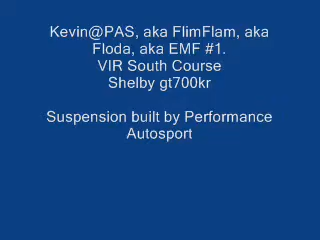 Kevin@PAS, aka FlimFlam, aka
Floda, aka EMF #1.
VIR South Course
Shelby gt700kr
Suspension built by Performance
Autosport